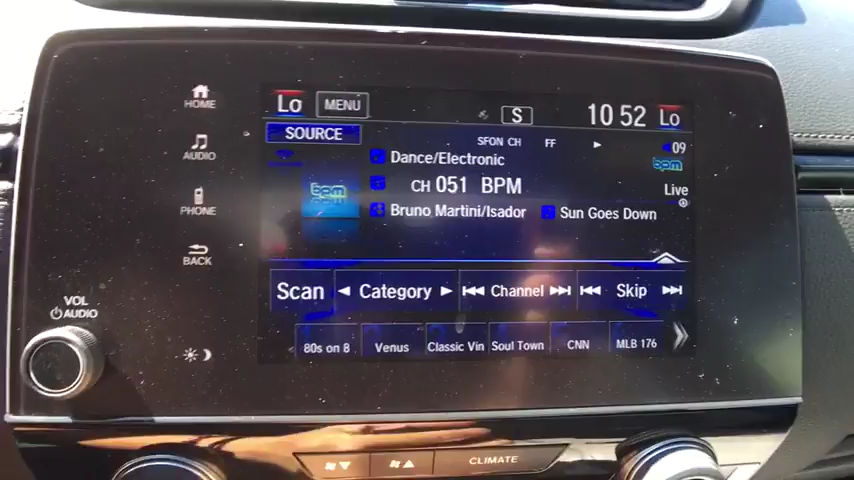 HOME
AUDIO
PHONE
BACK
VOL
AUDIO
Lo MENU S 10 52 Lo
SOURCE SFON CH FF 09
Dance/Electronic bpm
bpm CH 051 BPM Live
Bruno Martini/Isador Sun Goes Down
Scan Category Channel Skip
80s on 8 Venus Classic Vin Soul Town CNN MLB 176
CLIMATE